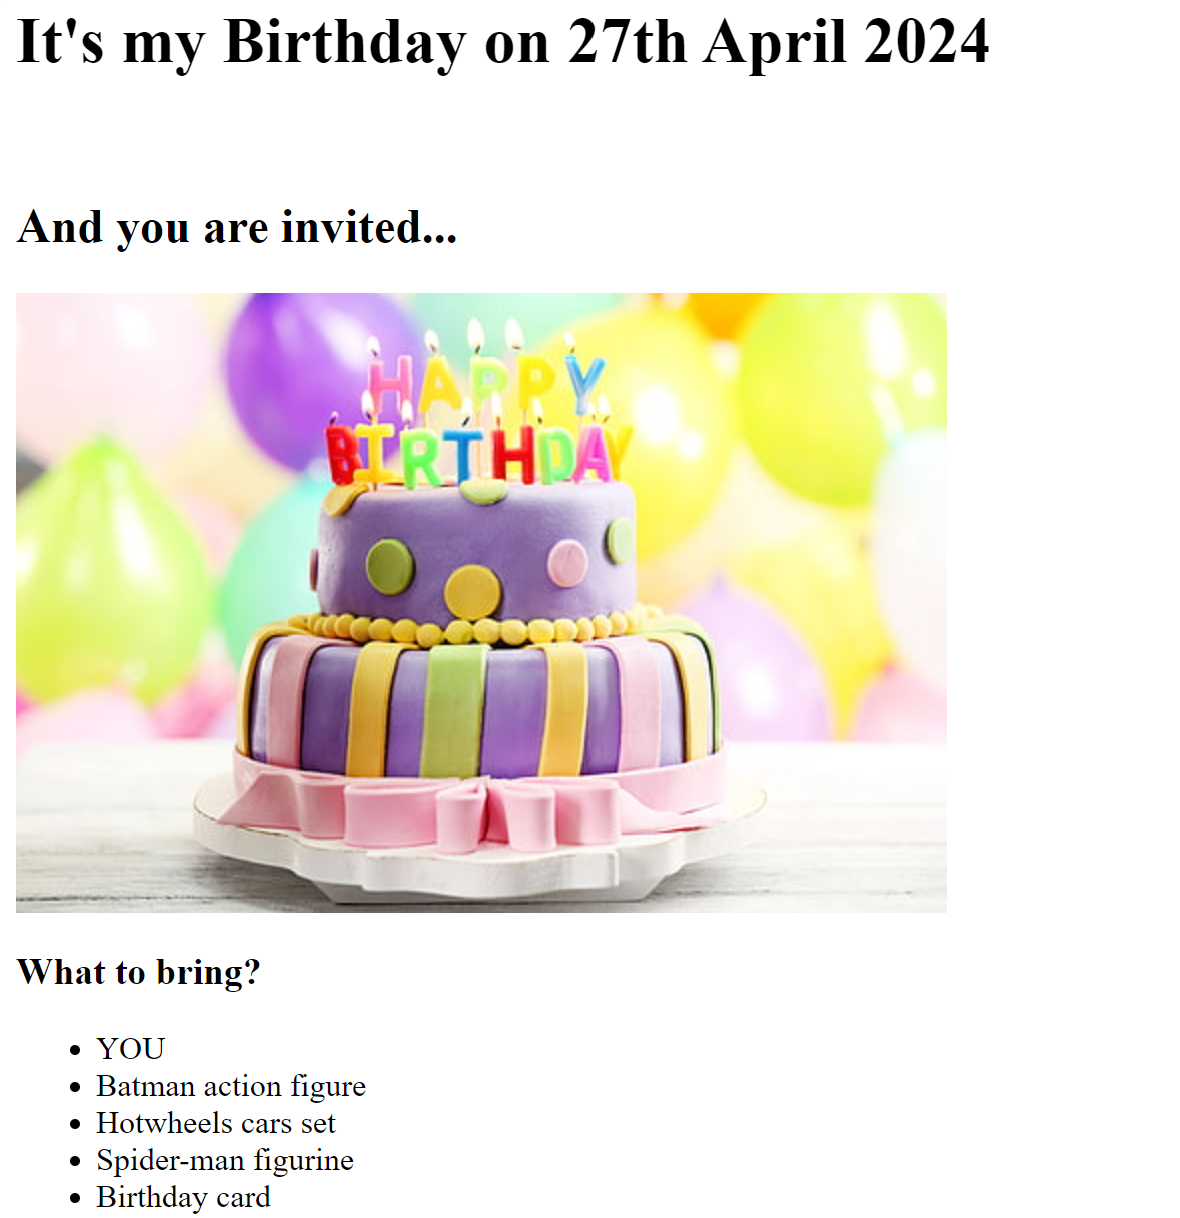 It's my Birthday on 27th April 2024
And you are invited...
HAPPY
BIRTHDAY
What to bring?
YOU
Batman action figure
Hotwheels cars set
Spider-man figurine
Birthday card